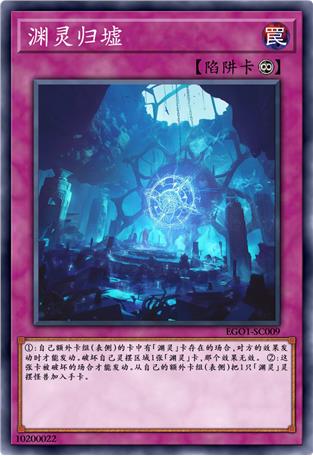 渊灵归墟
罠
【陷阱卡】
EGO1-SC009
①:自己额外卡组(表侧)的卡中有「渊灵」卡存在的场合,对方的效果发
动时才能发动。破坏自己灵摆区域1张「渊灵」卡,那个效果无效。 ②:这
张卡被破坏的场合才能发动。从自己的额外卡组(表侧)把1只「渊灵」灵
摆怪兽加入手卡。
10200022